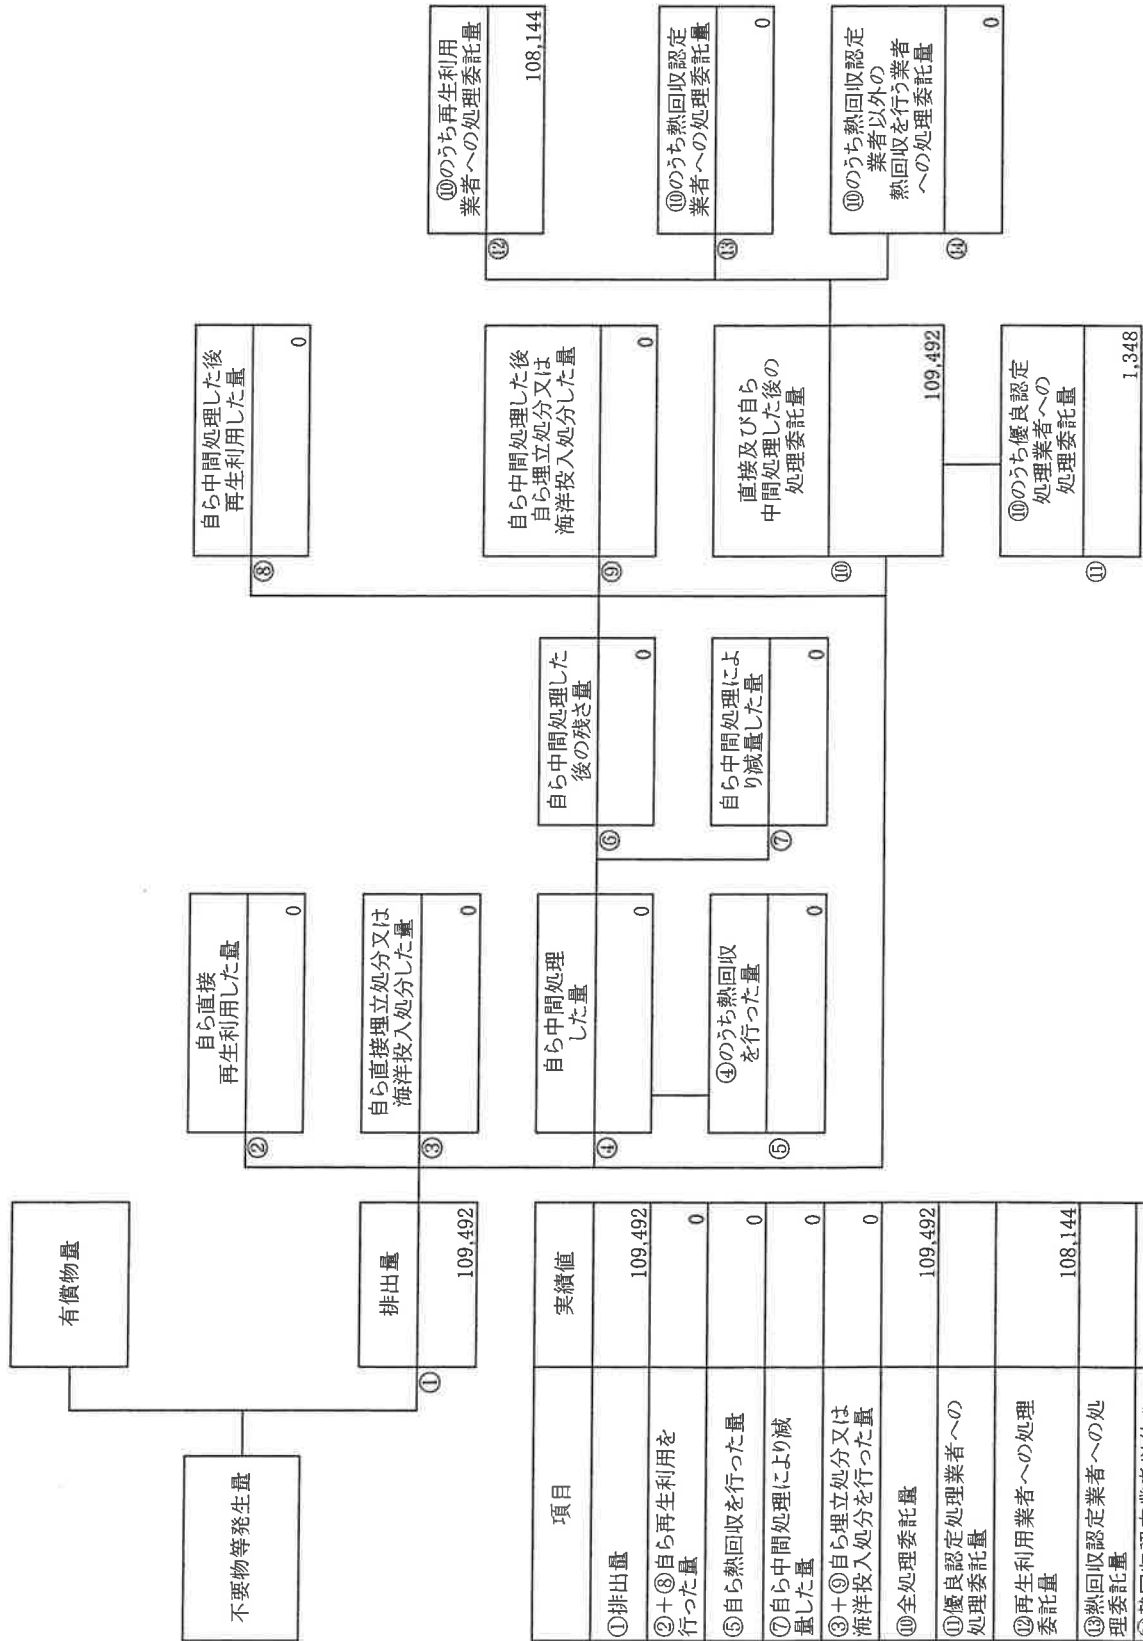 有償物量
不要物等発生量
排出量
109,492
①
自ら直接
再生利用した量
0
②
自ら直接埋立処分又は
海洋投入処分した量
0
③
自ら中間処理
した量
0
④
④のうち熱回収
を行った量
0
⑤
自ら中間処理した
後の残さ量
0
⑥
自ら中間処理によ
り減量した量
0
⑦
自ら中間処理した後
再生利用した量
0
⑧
自ら中間処理した後
自ら埋立処分又は
海洋投入処分した量
0
⑨
直接及び自ら
中間処理した後の
処理委託量
109,492
⑩
⑩のうち優良認定
処理業者への
処理委託量
1,348
⑪
⑩のうち再生利用
業者への処理委託量
108,144
⑫
⑩のうち熱回収認定
業者への処理委託量
0
⑬
⑩のうち熱回収認定
業者以外の
熱回収を行う業者
への処理委託量
0
⑭
項目
実績値
①排出量
109,492
②＋⑧自ら再生利用を
行った量
0
⑤自ら熱回収を行った量
0
⑦自ら中間処理により減
量した量
0
③＋⑨自ら埋立処分又は
海洋投入処分を行った量
0
⑩全処理委託量
109,492
⑪優良認定処理業者への
処理委託量
⑫再生利用業者への処理
委託量
108,144
⑬熱回収認定業者への処
理委託量